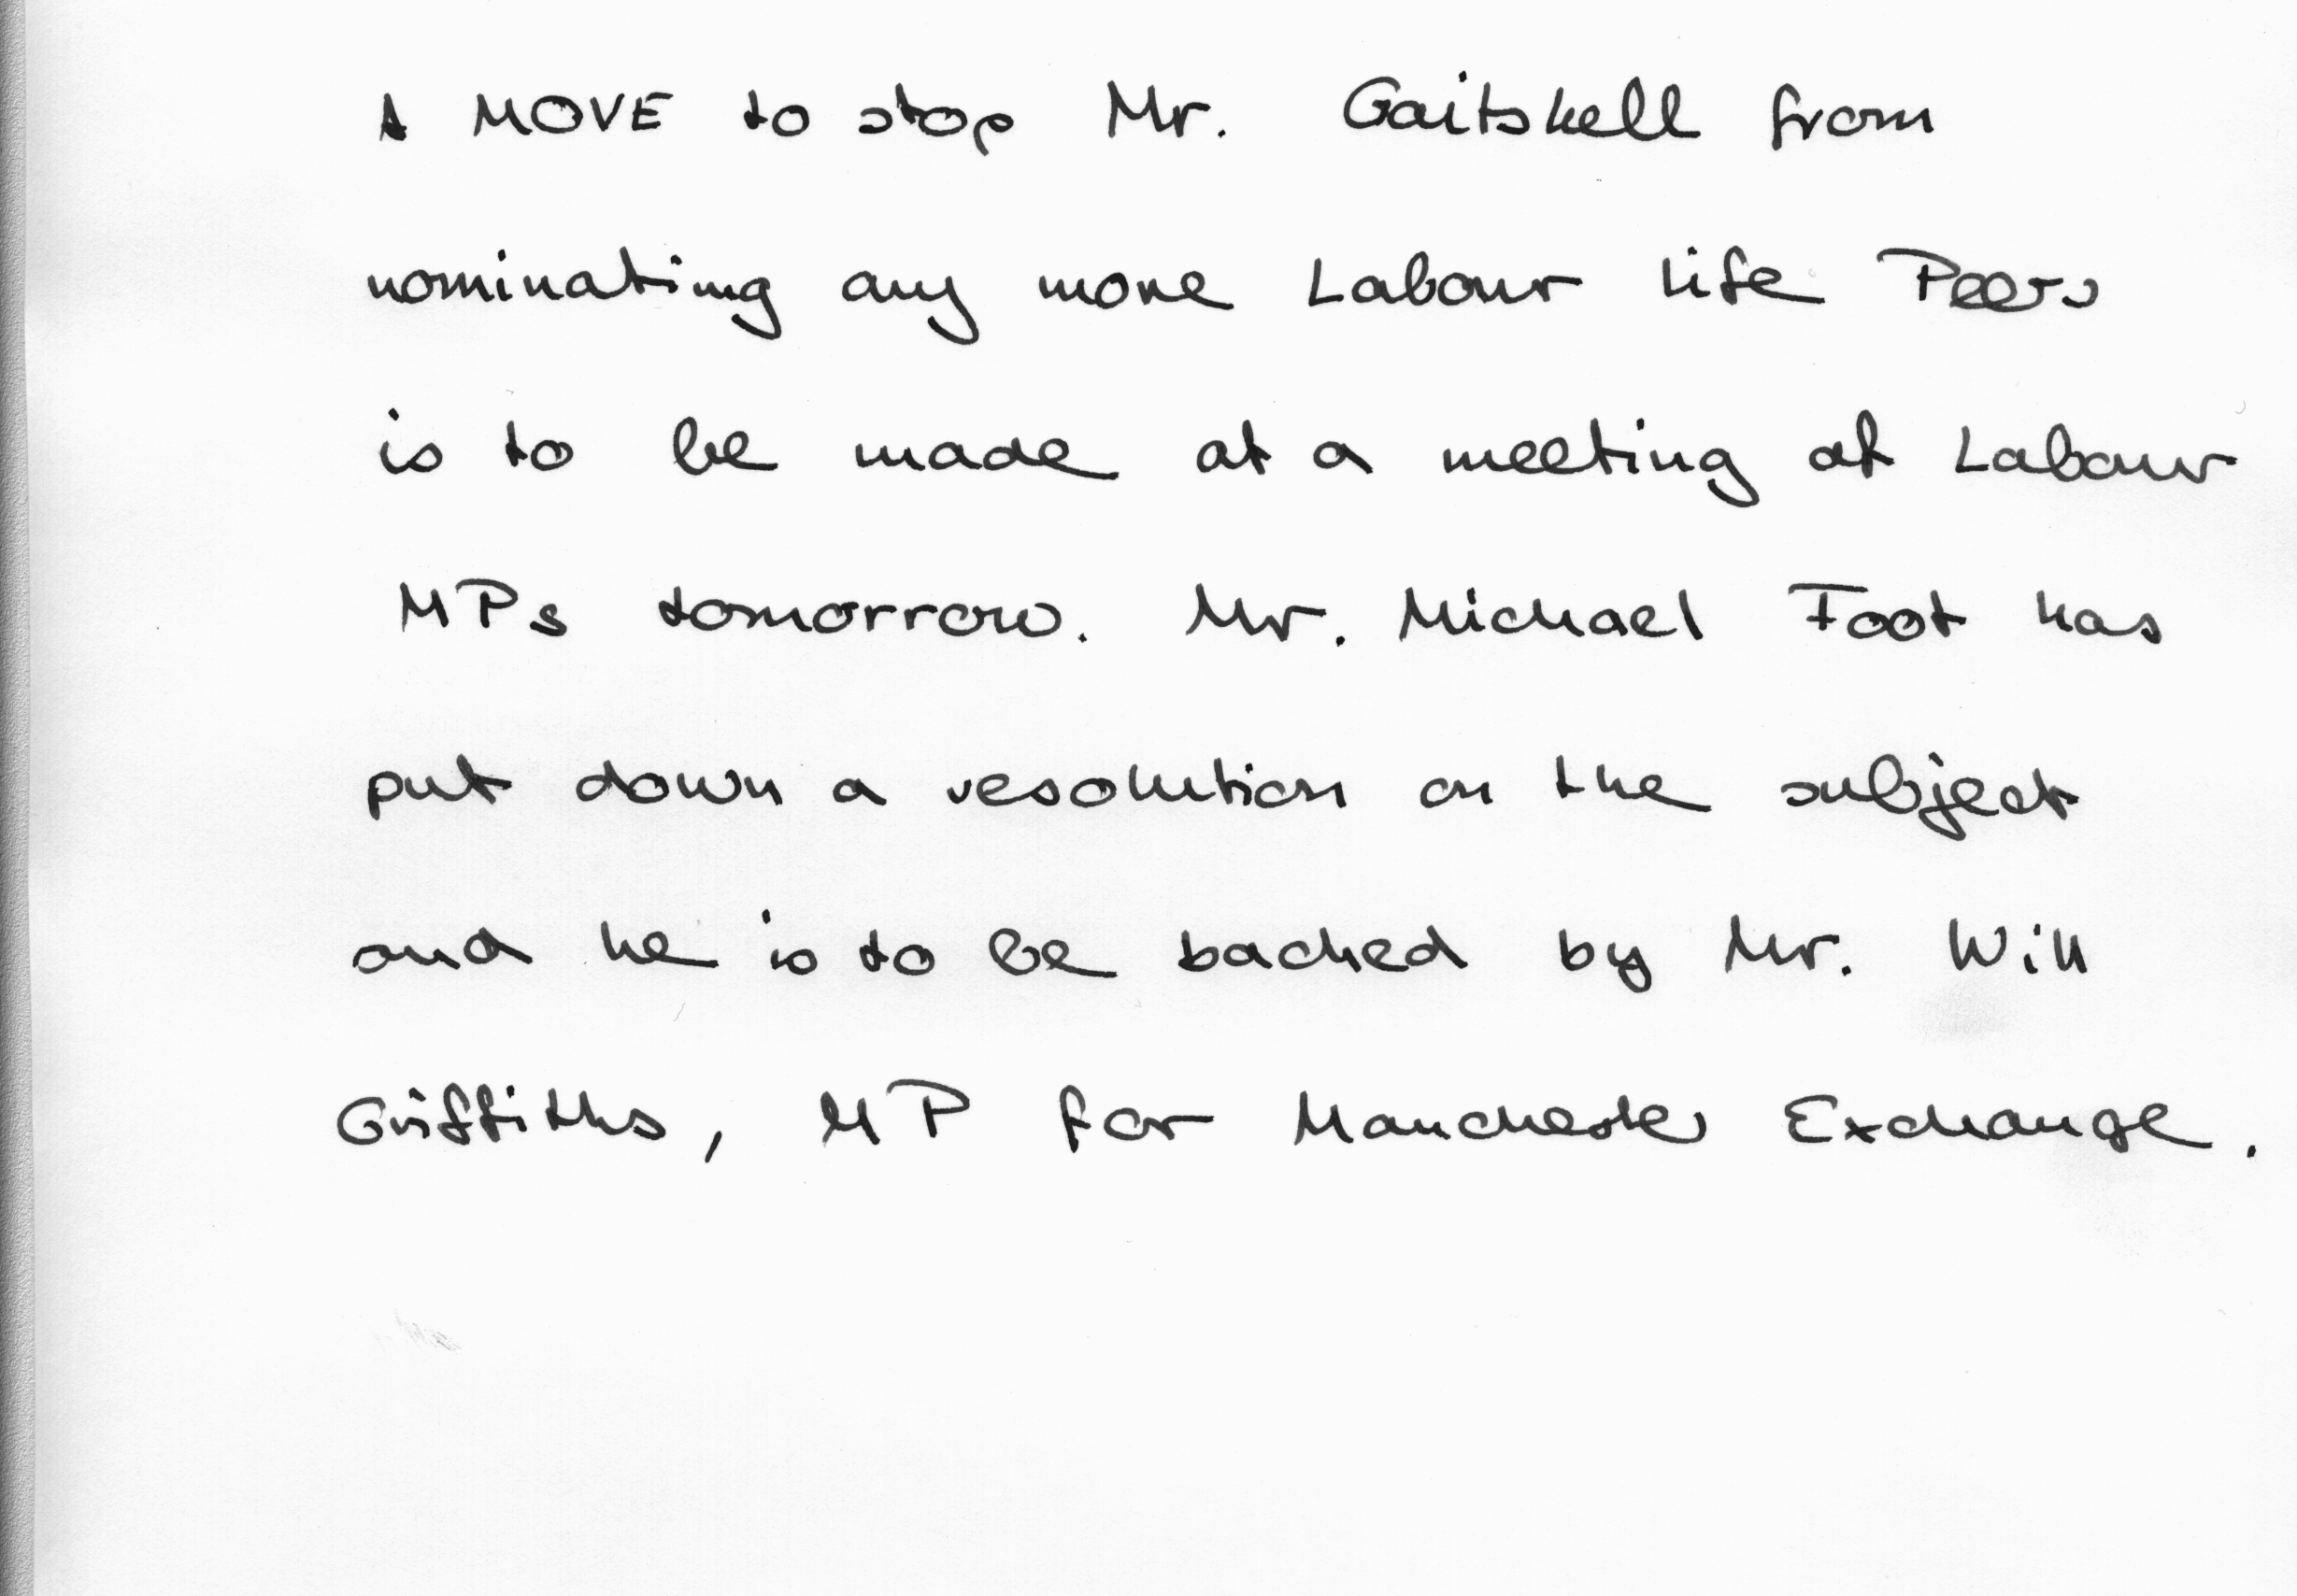 A MOVE to stop Mr. Gaitskell from
nominating any more Labour life Peers
is to be made at a meeting of Labour
MPs tomorrow. Mr. Michael Foot has
put down a resolution on the subject
and he is to be backed by Mr. Will
Griffiths, MP for Manchester Exchange.